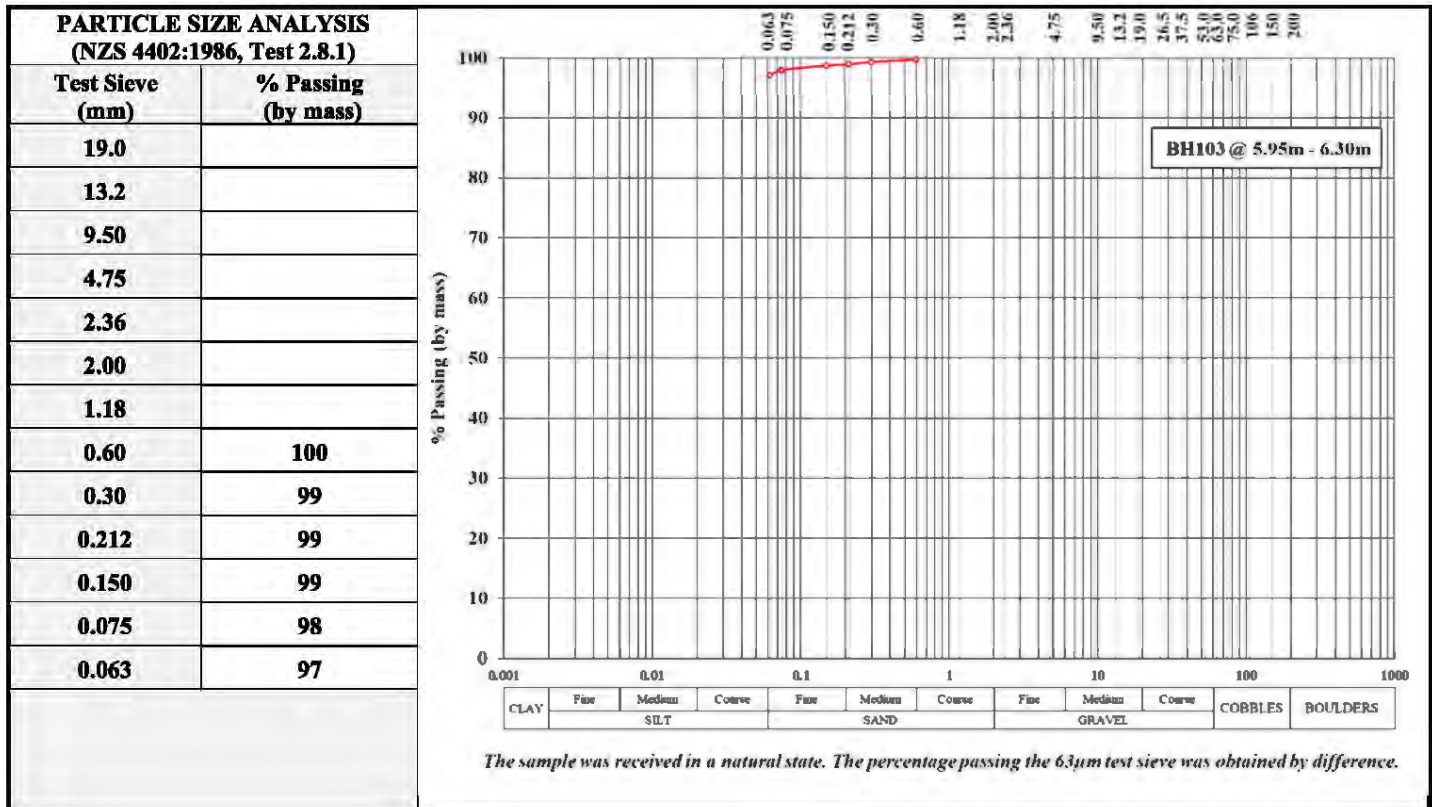 PARTICLE SIZE ANALYSIS
(NZS 4402:1986, Test 2.8.1)
Test Sieve (mm) % Passing (by mass)
19.0
13.2
9.50
4.75
2.36
2.00
1.18
0.60 100
0.30 99
0.212 99
0.150 99
0.075 98
0.063 97
0.063 0.075 0.150 0.212 0.30 0.60 1.18 2.00 2.36 4.75 9.50 13.2 19.0 26.5 37.5 53.0 63.0 75.0 106 150 200
BH103 @ 5.95m - 6.30m
% Passing (by mass)
100
90
80
70
60
50
40
30
20
10
0
0.001 0.01 0.1 1 10 100 1000
CLAY Fine Medium Coarse Fine Medium Coarse Fine Medium Coarse COBBLES BOULDERS
SILT SAND GRAVEL
The sample was received in a natural state. The percentage passing the 63µm test sieve was obtained by difference.